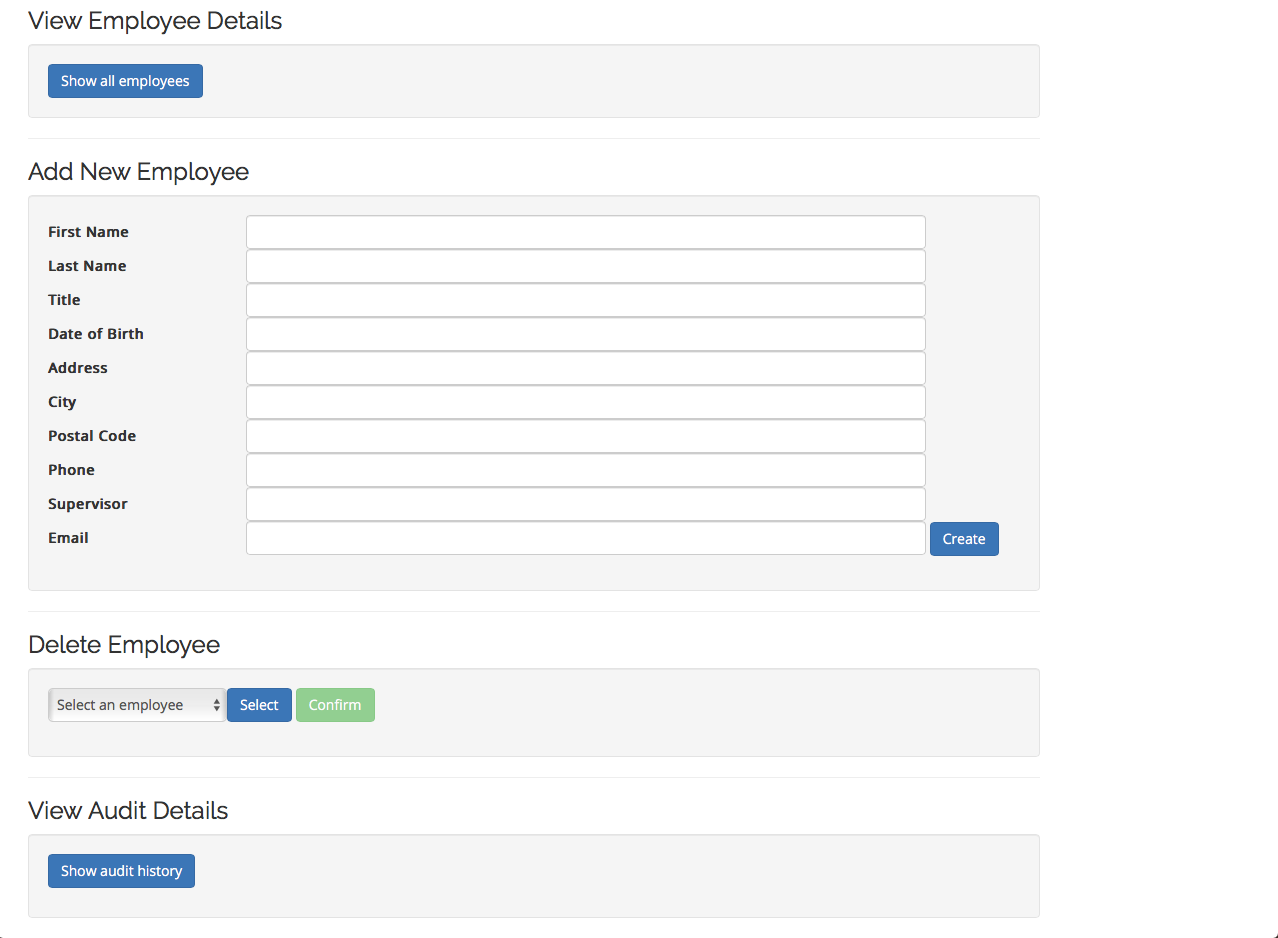 View Employee Details
Show all employees
Add New Employee
First Name
Last Name
Title
Date of Birth
Address
City
Postal Code
Phone
Supervisor
Email
Create
Delete Employee
Select an employee Select Confirm
View Audit Details
Show audit history